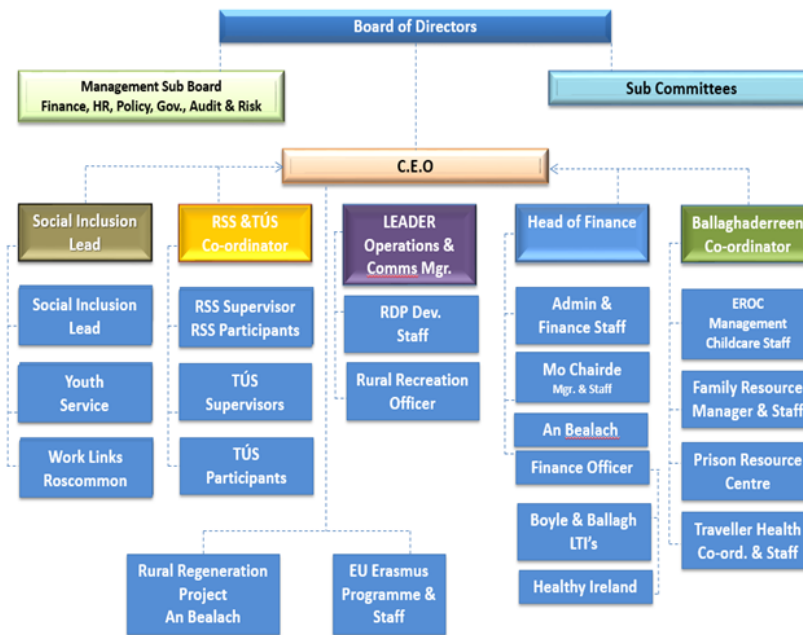 Board of Directors
Management Sub Board
Finance, HR, Policy, Gov., Audit & Risk
Sub Committees
C.E.O
Social Inclusion
Lead
RSS &TÚS
Co-ordinator
LEADER
Operations &
Comms Mgr.
Head of Finance
Ballaghaderreen
Co-ordinator
Social Inclusion
Lead
Youth
Service
Work Links
Roscommon
RSS Supervisor
RSS Participants
TÚS
Supervisors
TÚS
Participants
RDP Dev.
Staff
Rural Recreation
Officer
Admin &
Finance Staff
Mo Chairde
Mgr. & Staff
An Bealach
Finance Officer
Boyle & Ballagh
LTI's
Healthy Ireland
EROC
Management
Childcare Staff
Family Resource
Manager & Staff
Prison Resource
Centre
Traveller Health
Co-ord. & Staff
Rural Regeneration
Project
An Bealach
EU Erasmus
Programme &
Staff